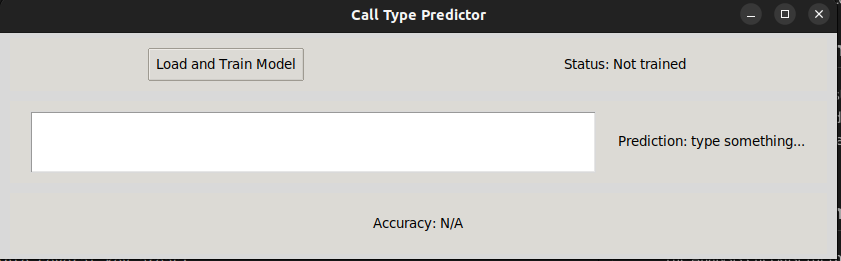 Call Type Predictor
Load and Train Model
Status: Not trained
Prediction: type something...
Accuracy: N/A